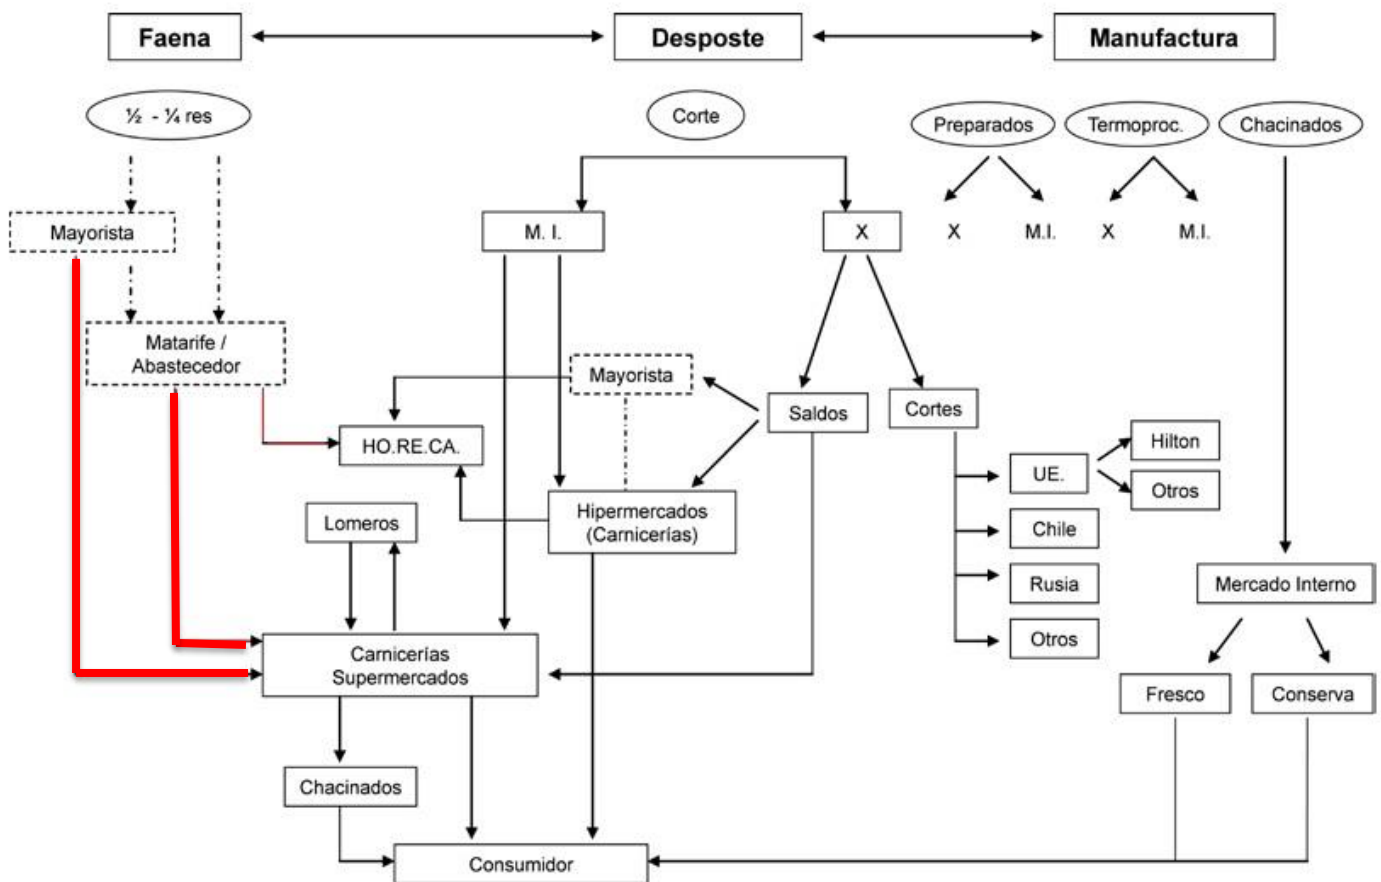 Faena
Desposte
Manufactura
½ - ¼ res
Corte
Preparados
Termoproc.
Chacinados
Mayorista
M. I.
X
X
M.I.
X
M.I.
Matarife /
Abastecedor
Mayorista
Saldos
Cortes
HO.RE.CA.
UE.
Hilton
Otros
Lomeros
Hipermercados
(Carnicerías)
Chile
Rusia
Mercado Interno
Otros
Carnicerías
Supermercados
Fresco
Conserva
Chacinados
Consumidor